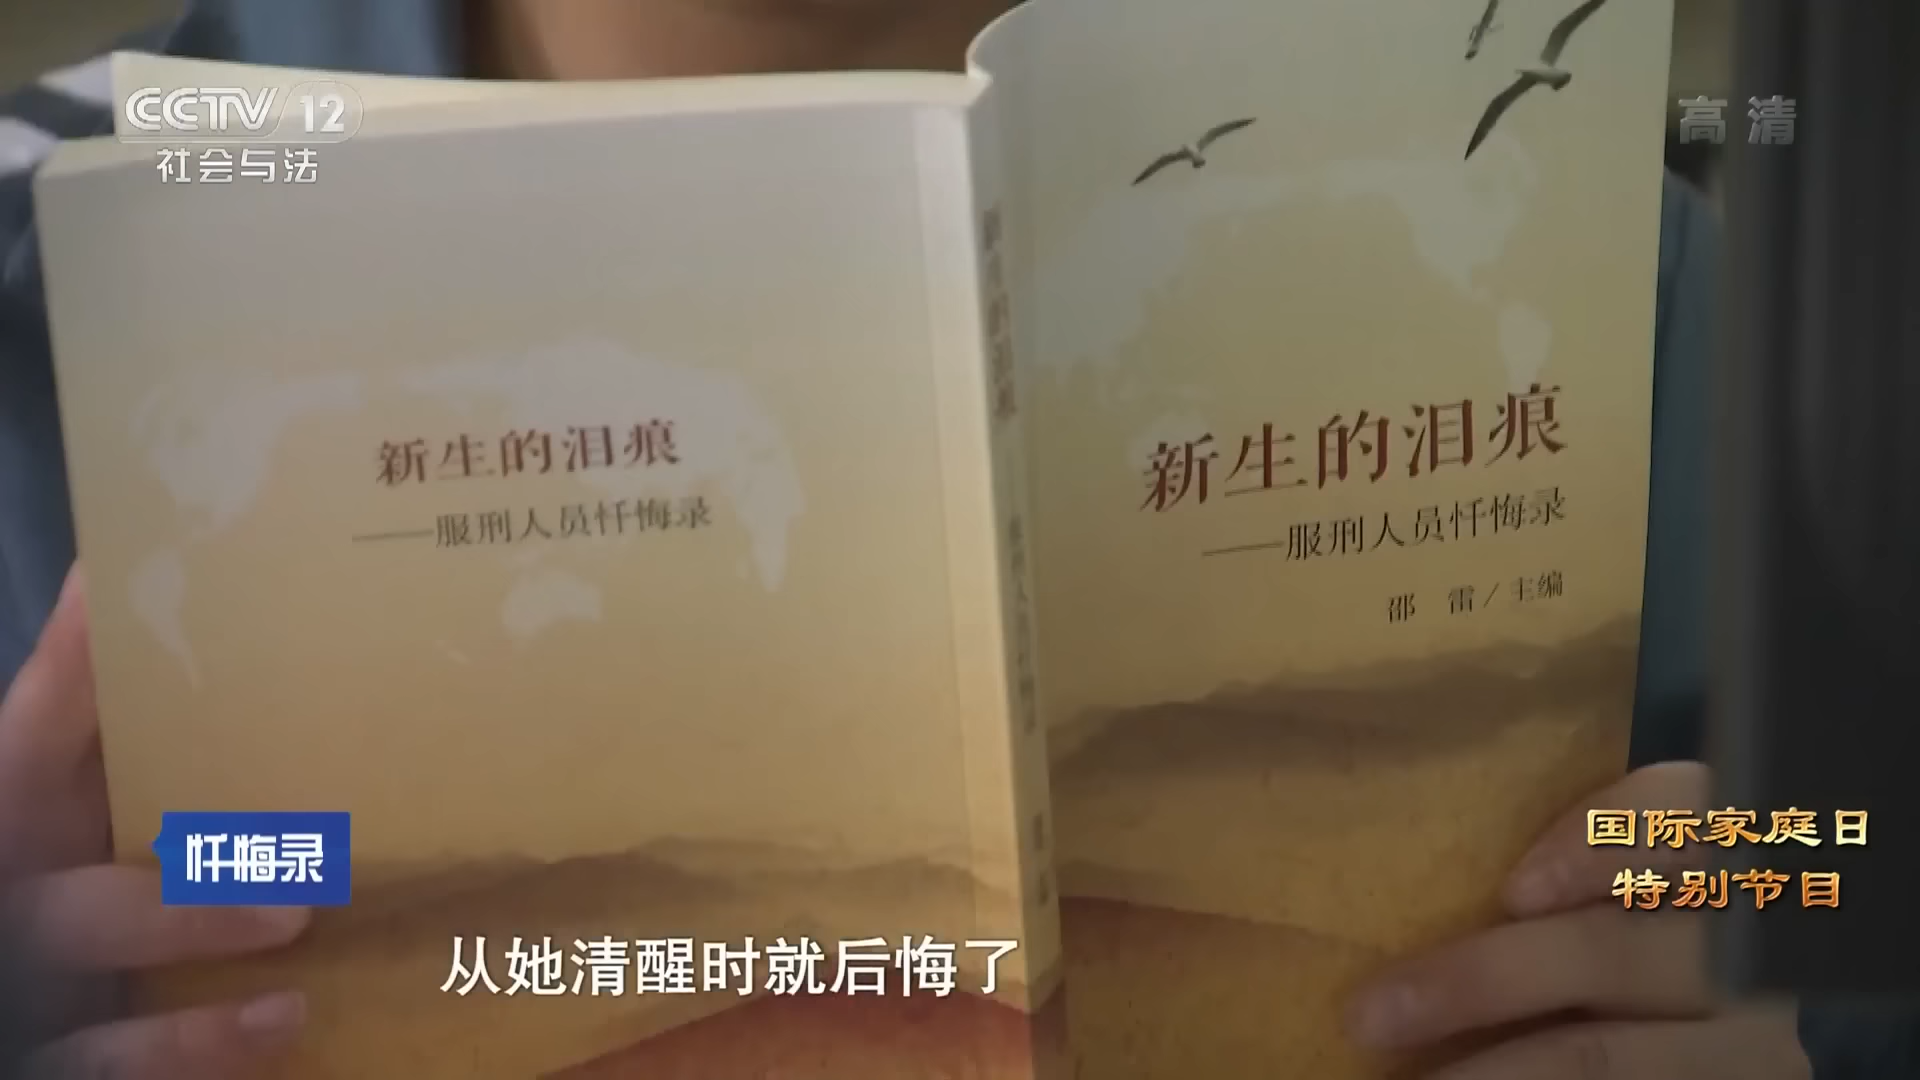 CCTV 12
社会与法
高清
新生的泪痕
——服刑人员忏悔录
新生的泪痕
——服刑人员忏悔录
邵 雷 / 主编
忏悔录
国际家庭日
特别节目
从她清醒时就后悔了